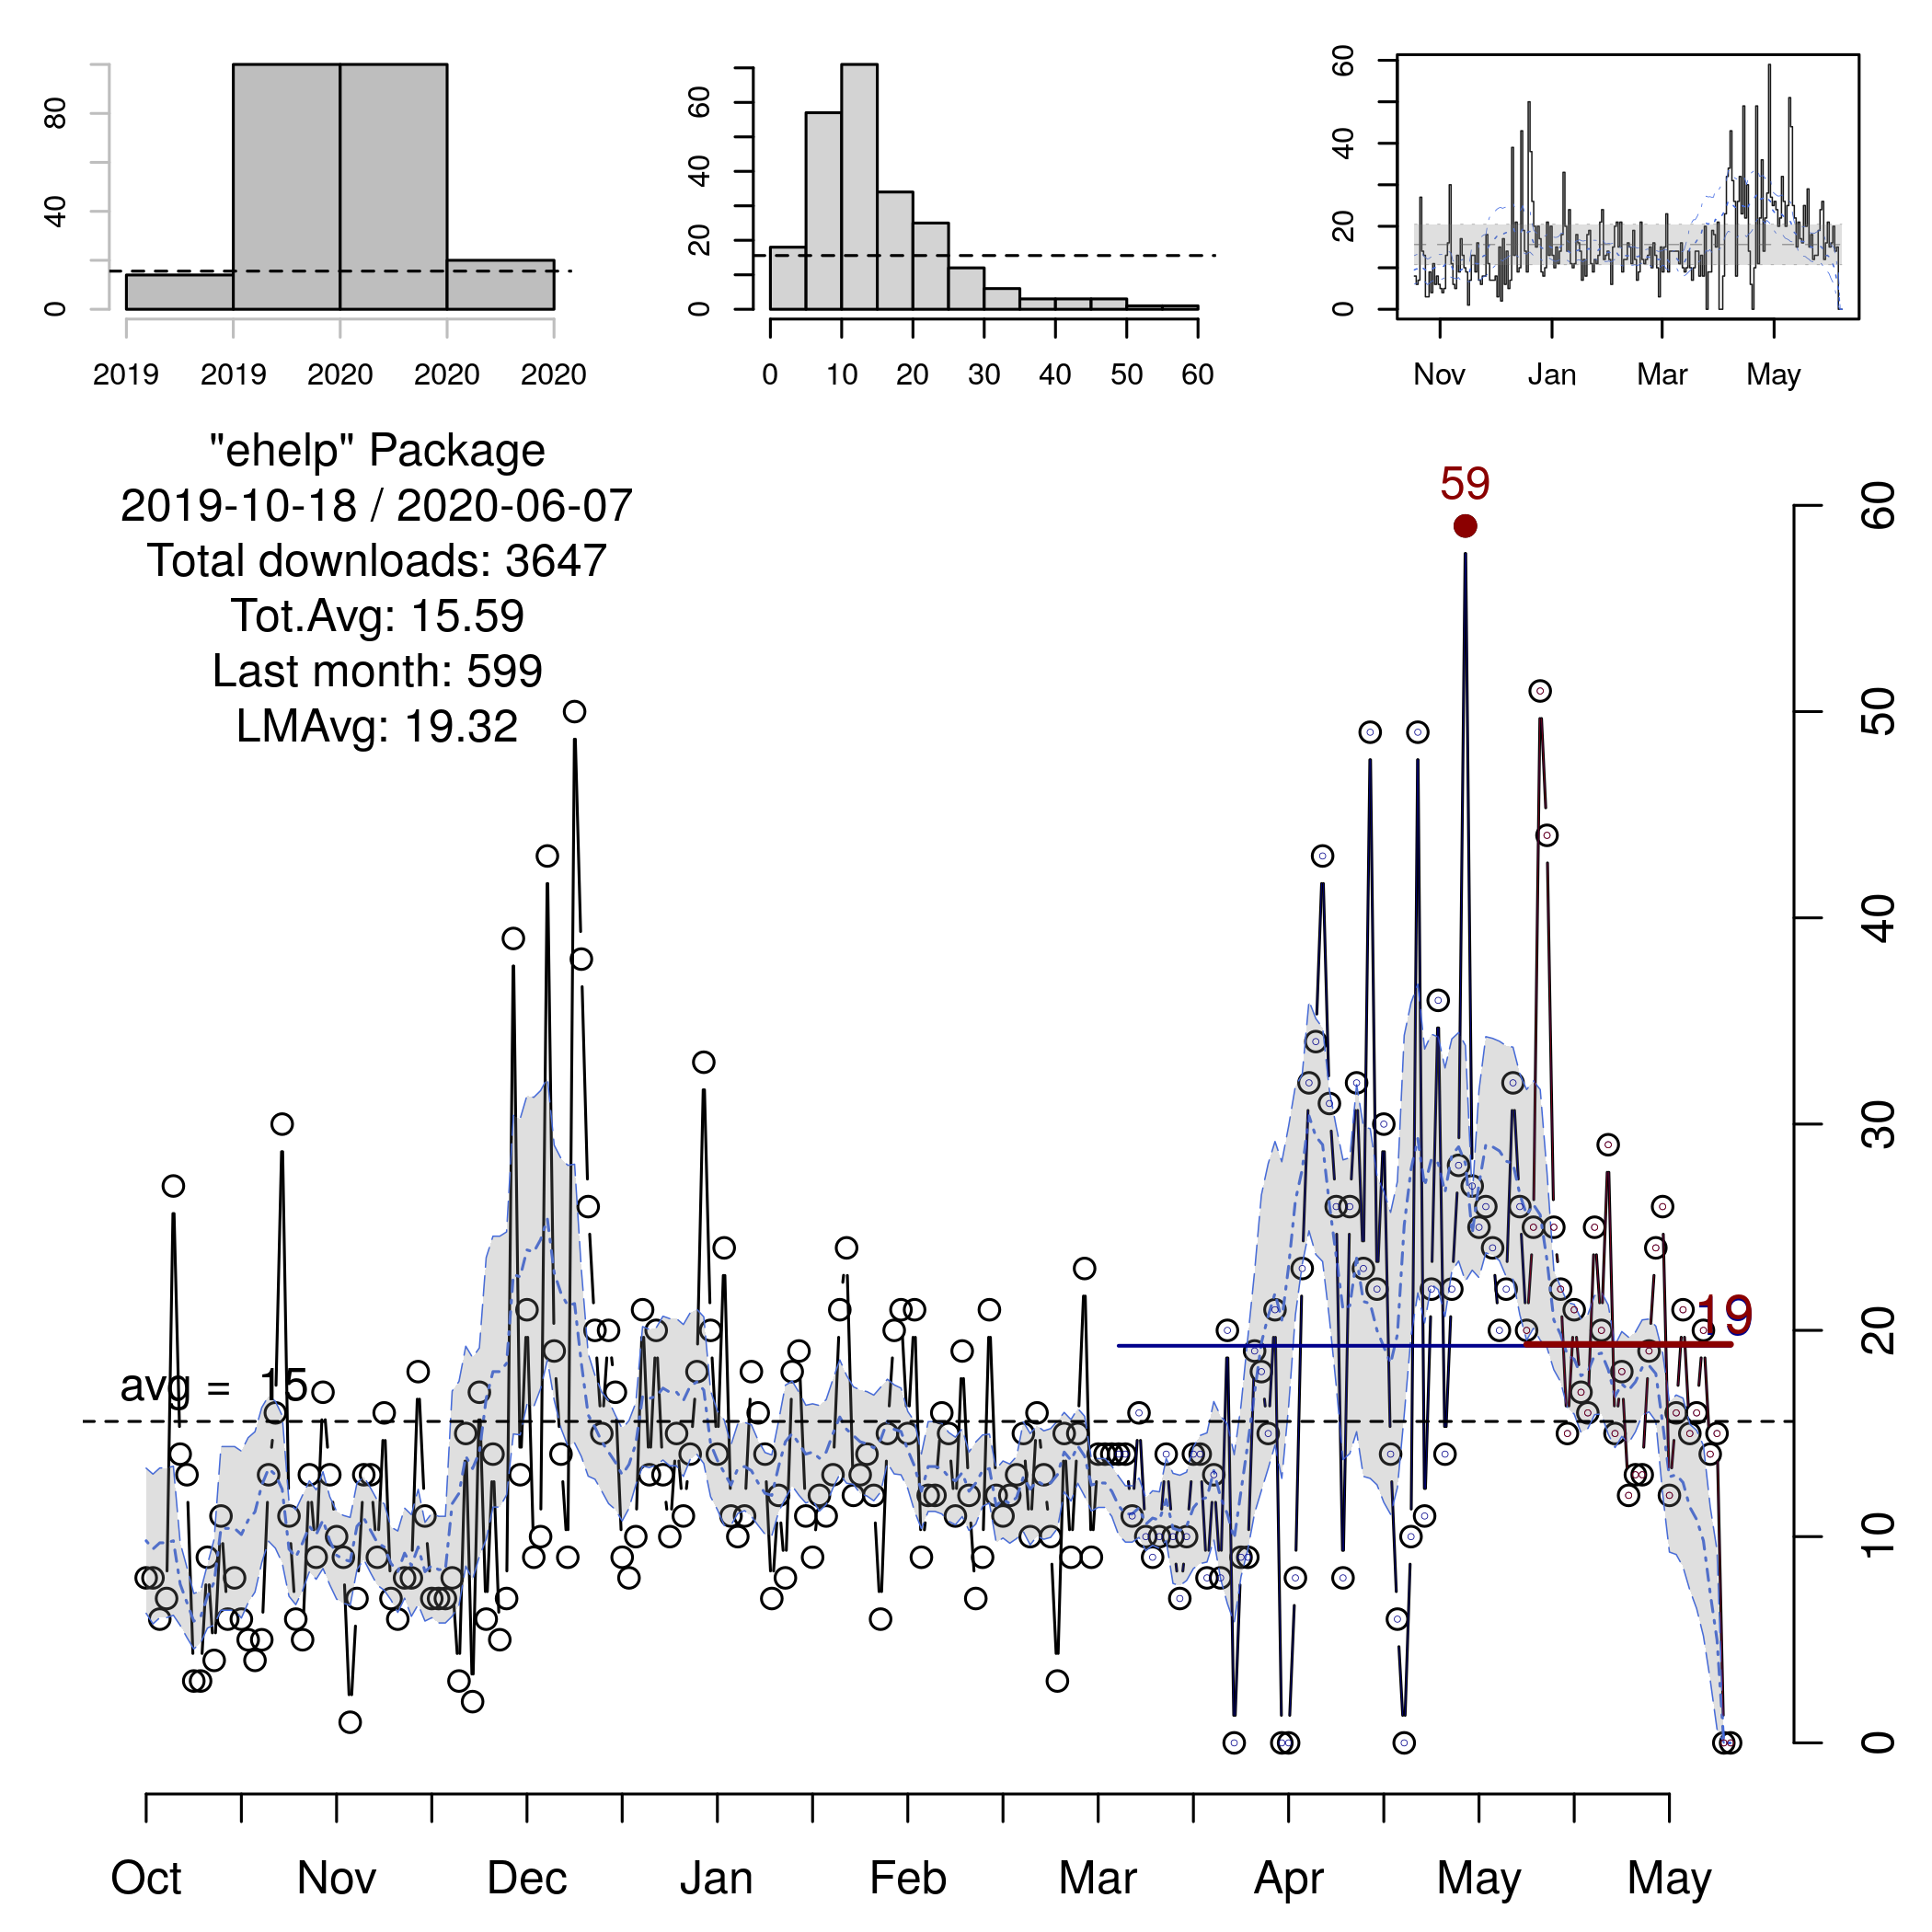 80
40
0
2019 2019 2020 2020 2020
60
40
20
0
0 10 20 30 40 50 60
60
40
20
0
Nov Jan Mar May
"ehelp" Package
2019-10-18 / 2020-06-07
Total downloads: 3647
Tot.Avg: 15.59
Last month: 599
LMAvg: 19.32
59
avg = 15
19
60
50
40
30
20
10
0
Oct Nov Dec Jan Feb Mar Apr May May